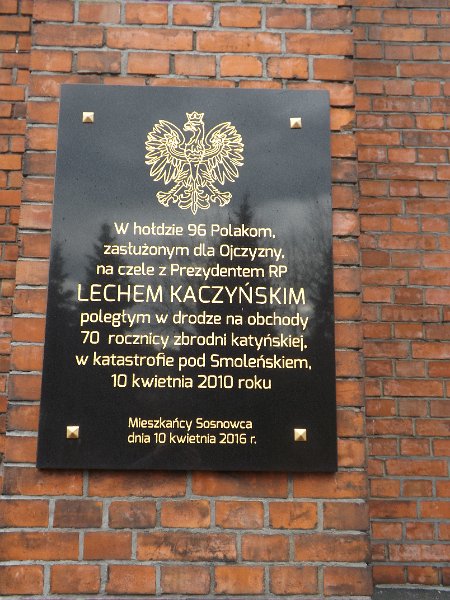 W hołdzie 96 Polakom,
zasłużonym dla Ojczyzny,
na czele z Prezydentem RP
LECHEM KACZYŃSKIM
poległym w drodze na obchody
70 rocznicy zbrodni katyńskiej,
w katastrofie pod Smoleńskiem,
10 kwietnia 2010 roku
Mieszkańcy Sosnowca
dnia 10 kwietnia 2016 r.